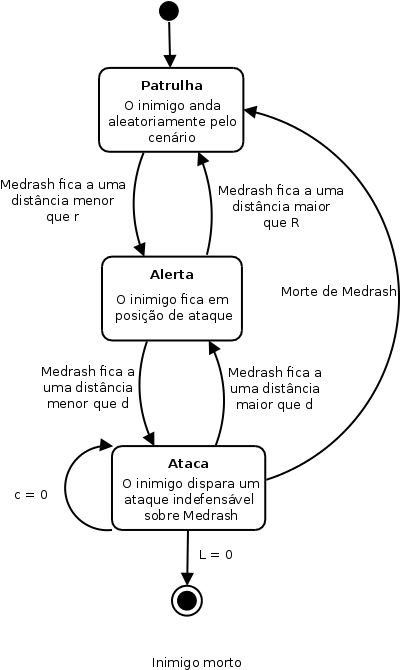 Patrulha
O inimigo anda
aleatoriamente pelo
cenário
Medrash fica a uma
distância menor
que r
Medrash fica a uma
distância maior
que R
Alerta
O inimigo fica em
posição de ataque
Morte de Medrash
Medrash fica a
uma distância
menor que d
Medrash fica a
uma distância
maior que d
Ataca
O inimigo dispara um
ataque indefensável
sobre Medrash
c = 0
L = 0
Inimigo morto